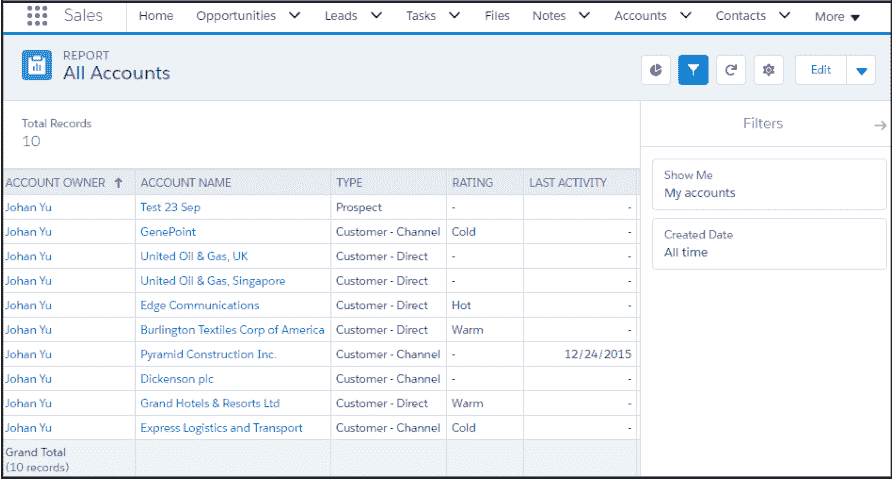 Sales Home Opportunities Leads Tasks Files Notes Accounts Contacts More
REPORT
All Accounts
Edit
Total Records
10
Filters
Show Me
My accounts
Created Date
All time
ACCOUNT OWNER ACCOUNT NAME TYPE RATING LAST ACTIVITY
Johan Yu Test 23 Sep Prospect - -
Johan Yu GenePoint Customer - Channel Cold -
Johan Yu United Oil & Gas, UK Customer - Direct - -
Johan Yu United Oil & Gas, Singapore Customer - Direct - -
Johan Yu Edge Communications Customer - Direct Hot -
Johan Yu Burlington Textiles Corp of America Customer - Direct Warm -
Johan Yu Pyramid Construction Inc. Customer - Channel - 12/24/2015
Johan Yu Dickenson plc Customer - Channel - -
Johan Yu Grand Hotels & Resorts Ltd Customer - Direct Warm -
Johan Yu Express Logistics and Transport Customer - Channel Cold -
Grand Total
(10 records)